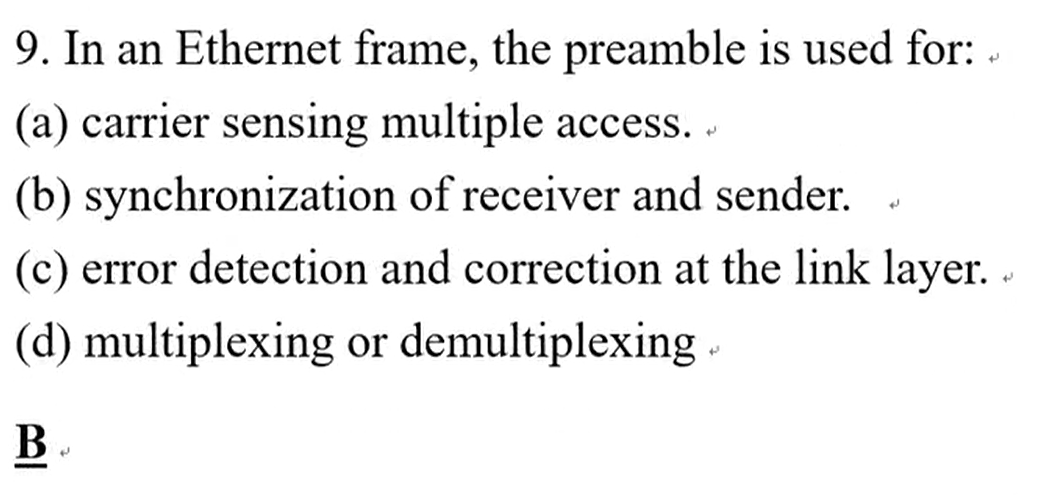 9. In an Ethernet frame, the preamble is used for:
(a) carrier sensing multiple access.
(b) synchronization of receiver and sender.
(c) error detection and correction at the link layer.
(d) multiplexing or demultiplexing
B